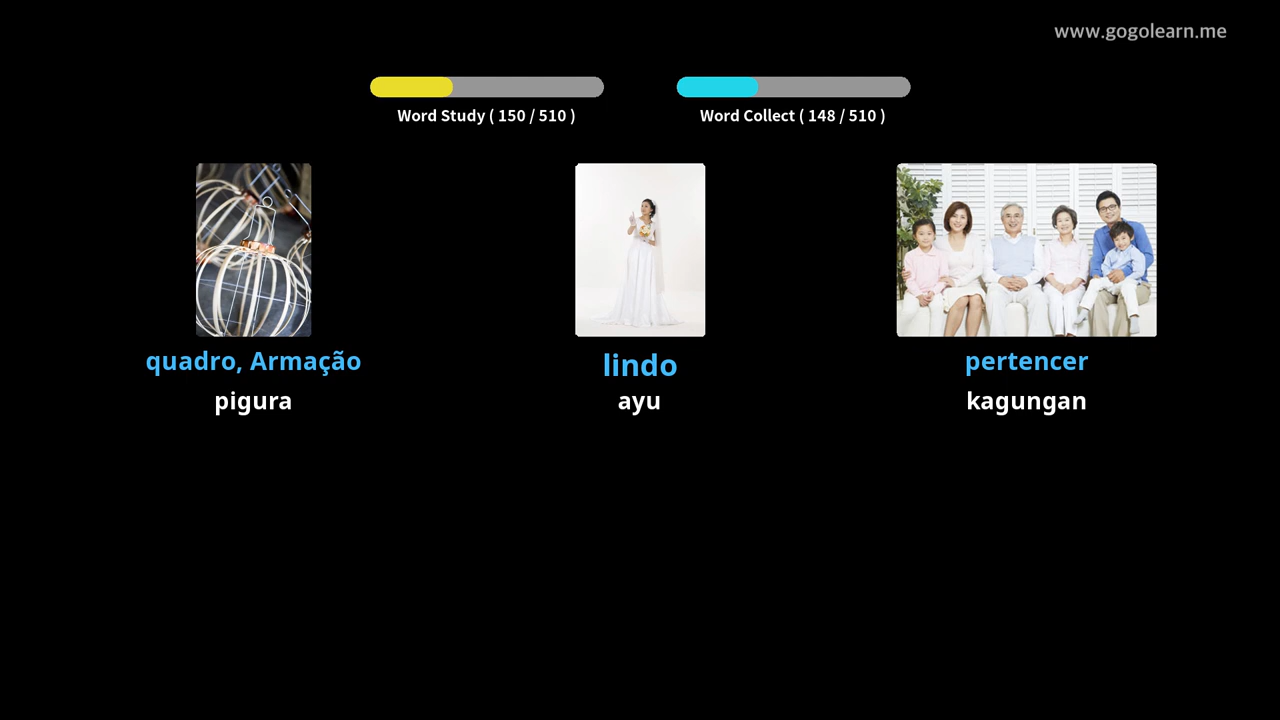 www.gogolearn.me
Word Study ( 150 / 510 )
Word Collect ( 148 / 510 )
quadro, Armação
pigura
lindo
ayu
pertencer
kagungan